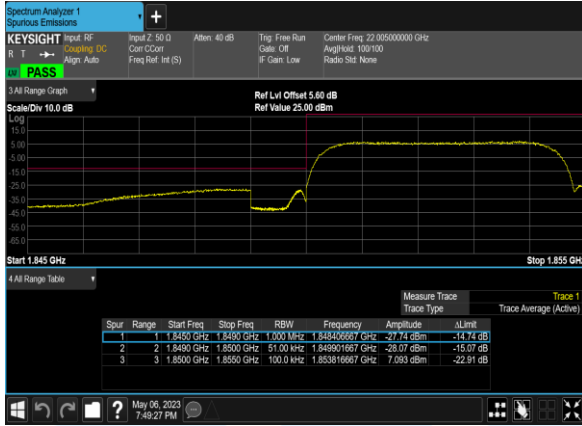 Spectrum Analyzer 1
Spurious Emissions
+
KEYSIGHT
Input: RF
Coupling: DC
Align: Auto
Input Z: 50 Ω
Corr CCorr
Freq Ref: Int (S)
Atten: 40 dB
Trig: Free Run
Gate: Off
IF Gain: Low
Center Freq: 22.005000000 GHz
Avg|Hold: 100/100
Radio Std: None
R T
PASS
3 All Range Graph
Ref Lvl Offset 5.60 dB
Scale/Div 10.0 dB
Ref Value 25.00 dBm
Log
15.0
5.00
-5.00
-15.0
-25.0
-35.0
-45.0
-55.0
-65.0
Start 1.845 GHz
Stop 1.855 GHz
4 All Range Table
Measure Trace Trace 1
Trace Type Trace Average (Active)
Spur Range Start Freq Stop Freq RBW Frequency Amplitude ΔLimit
1 1 1.8450 GHz 1.8490 GHz 1.000 MHz 1.848406667 GHz -27.74 dBm -14.74 dB
2 2 1.8490 GHz 1.8500 GHz 51.00 kHz 1.849901667 GHz -28.07 dBm -15.07 dB
3 3 1.8500 GHz 1.8550 GHz 100.0 kHz 1.853816667 GHz 7.093 dBm -22.91 dB
?
May 06, 2023
7:49:27 PM